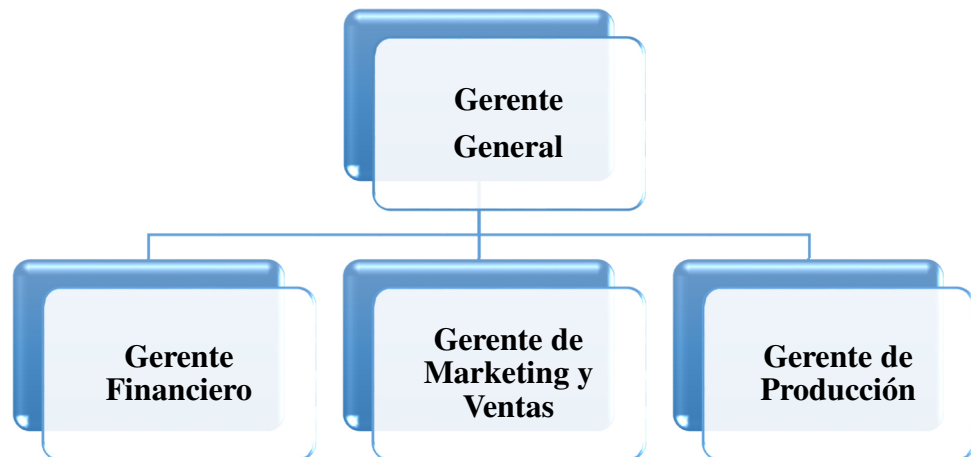 Gerente
General
Gerente
Financiero
Gerente de
Marketing y
Ventas
Gerente de
Producción